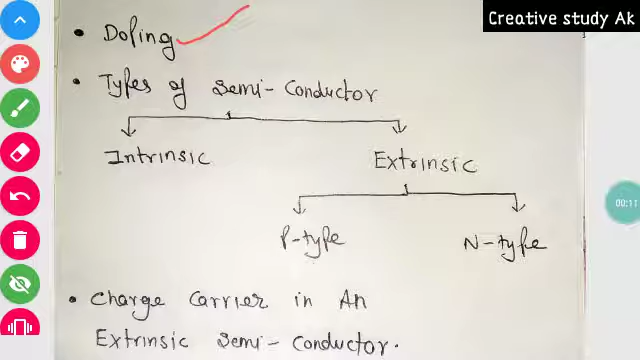 Creative study Ak
• Doping
• Types of Semi-Conductor
Intrinsic Extrinsic
P-type N-type
00:11
• Charge Carrier in An
Extrinsic Semi-Conductor.